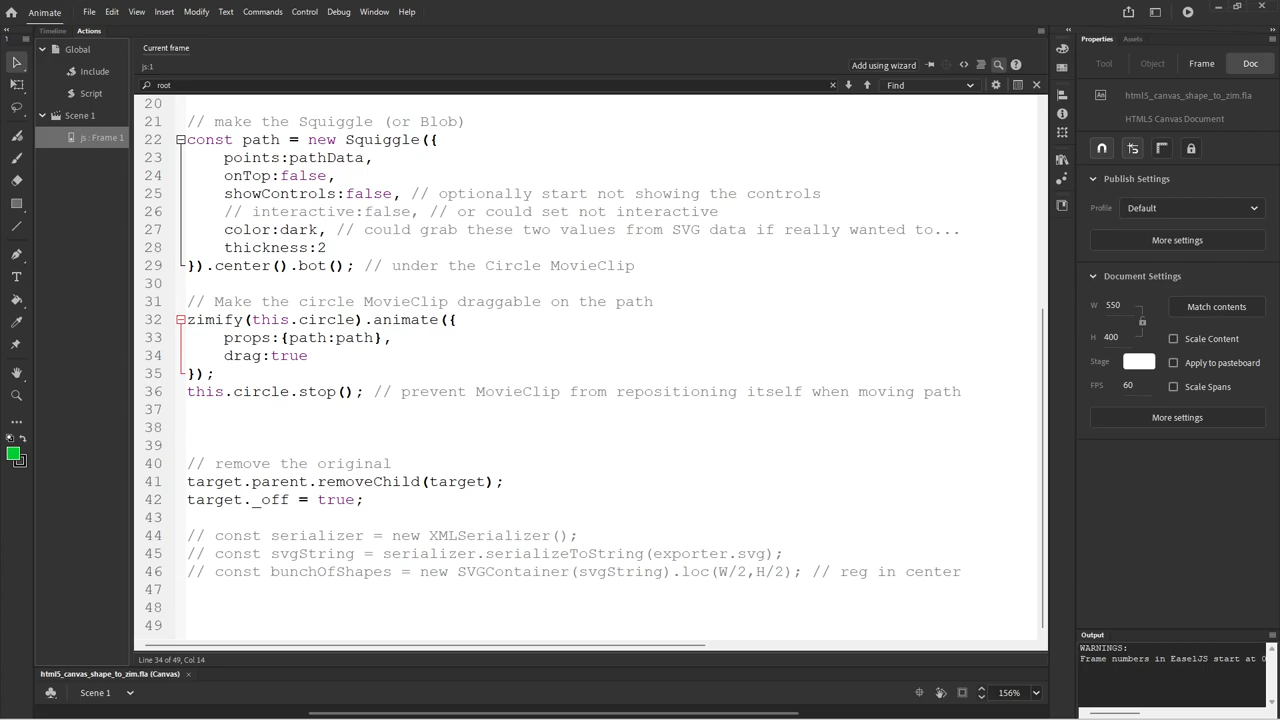 Animate
File Edit View Insert Modify Text Commands Control Debug Window Help
Timeline Actions
Global
Include
Script
Scene 1
js : Frame 1
Current frame
js:1
Add using wizard
root
Find
20
21 // make the Squiggle (or Blob)
22 const path = new Squiggle({
23 points:pathData,
24 onTop:false,
25 showControls:false, // optionally start not showing the controls
26 // interactive:false, // or could set not interactive
27 color:dark, // could grab these two values from SVG data if really wanted to...
28 thickness:2
29 }).center().bot(); // under the Circle MovieClip
30
31 // Make the circle MovieClip draggable on the path
32 zimify(this.circle).animate({
33 props:{path:path},
34 drag:true
35 });
36 this.circle.stop(); // prevent MovieClip from repositioning itself when moving path
37
38
39
40 // remove the original
41 target.parent.removeChild(target);
42 target._off = true;
43
44 // const serializer = new XMLSerializer();
45 // const svgString = serializer.serializeToString(exporter.svg);
46 // const bunchOfShapes = new SVGContainer(svgString).loc(W/2,H/2); // reg in center
47
48
49
Line 34 of 49, Col 14
html5_canvas_shape_to_zim.fla (Canvas)
Scene 1
156%
Properties Assets
Tool Object Frame Doc
An
html5_canvas_shape_to_zim.fla
HTML5 Canvas Document
Publish Settings
Profile Default
More settings
Document Settings
W 550
Match contents
H 400
Scale Content
Stage
Apply to pasteboard
FPS 60
Scale Spans
More settings
Output
WARNINGS:
Frame numbers in EaselJS start at 0